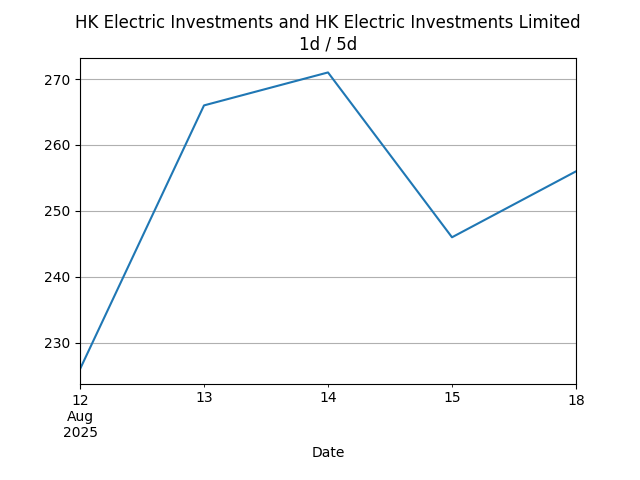 HK Electric Investments and HK Electric Investments Limited
1d / 5d
270
260
250
240
230
12 13 14 15 18
Aug
2025
Date